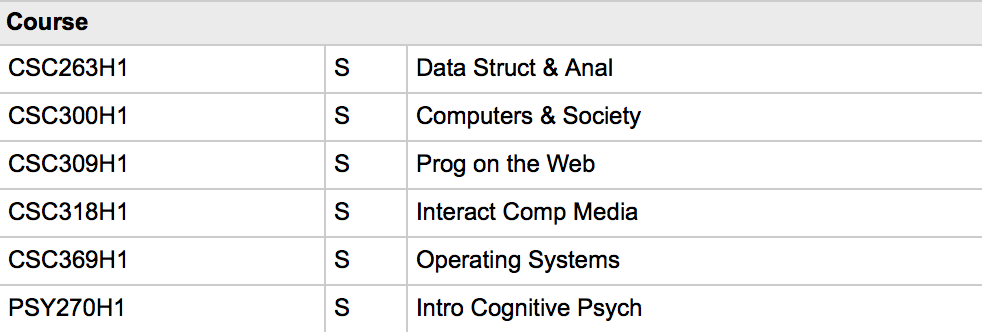 Course
CSC263H1 S Data Struct & Anal
CSC300H1 S Computers & Society
CSC309H1 S Prog on the Web
CSC318H1 S Interact Comp Media
CSC369H1 S Operating Systems
PSY270H1 S Intro Cognitive Psych